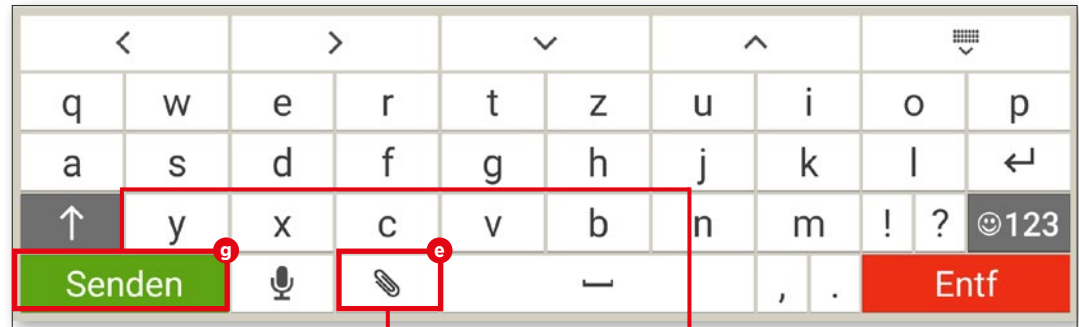 q w e r t z u i o p
a s d f g h j k l
y x c v b n m ! ? 123
g e
Senden , . Entf